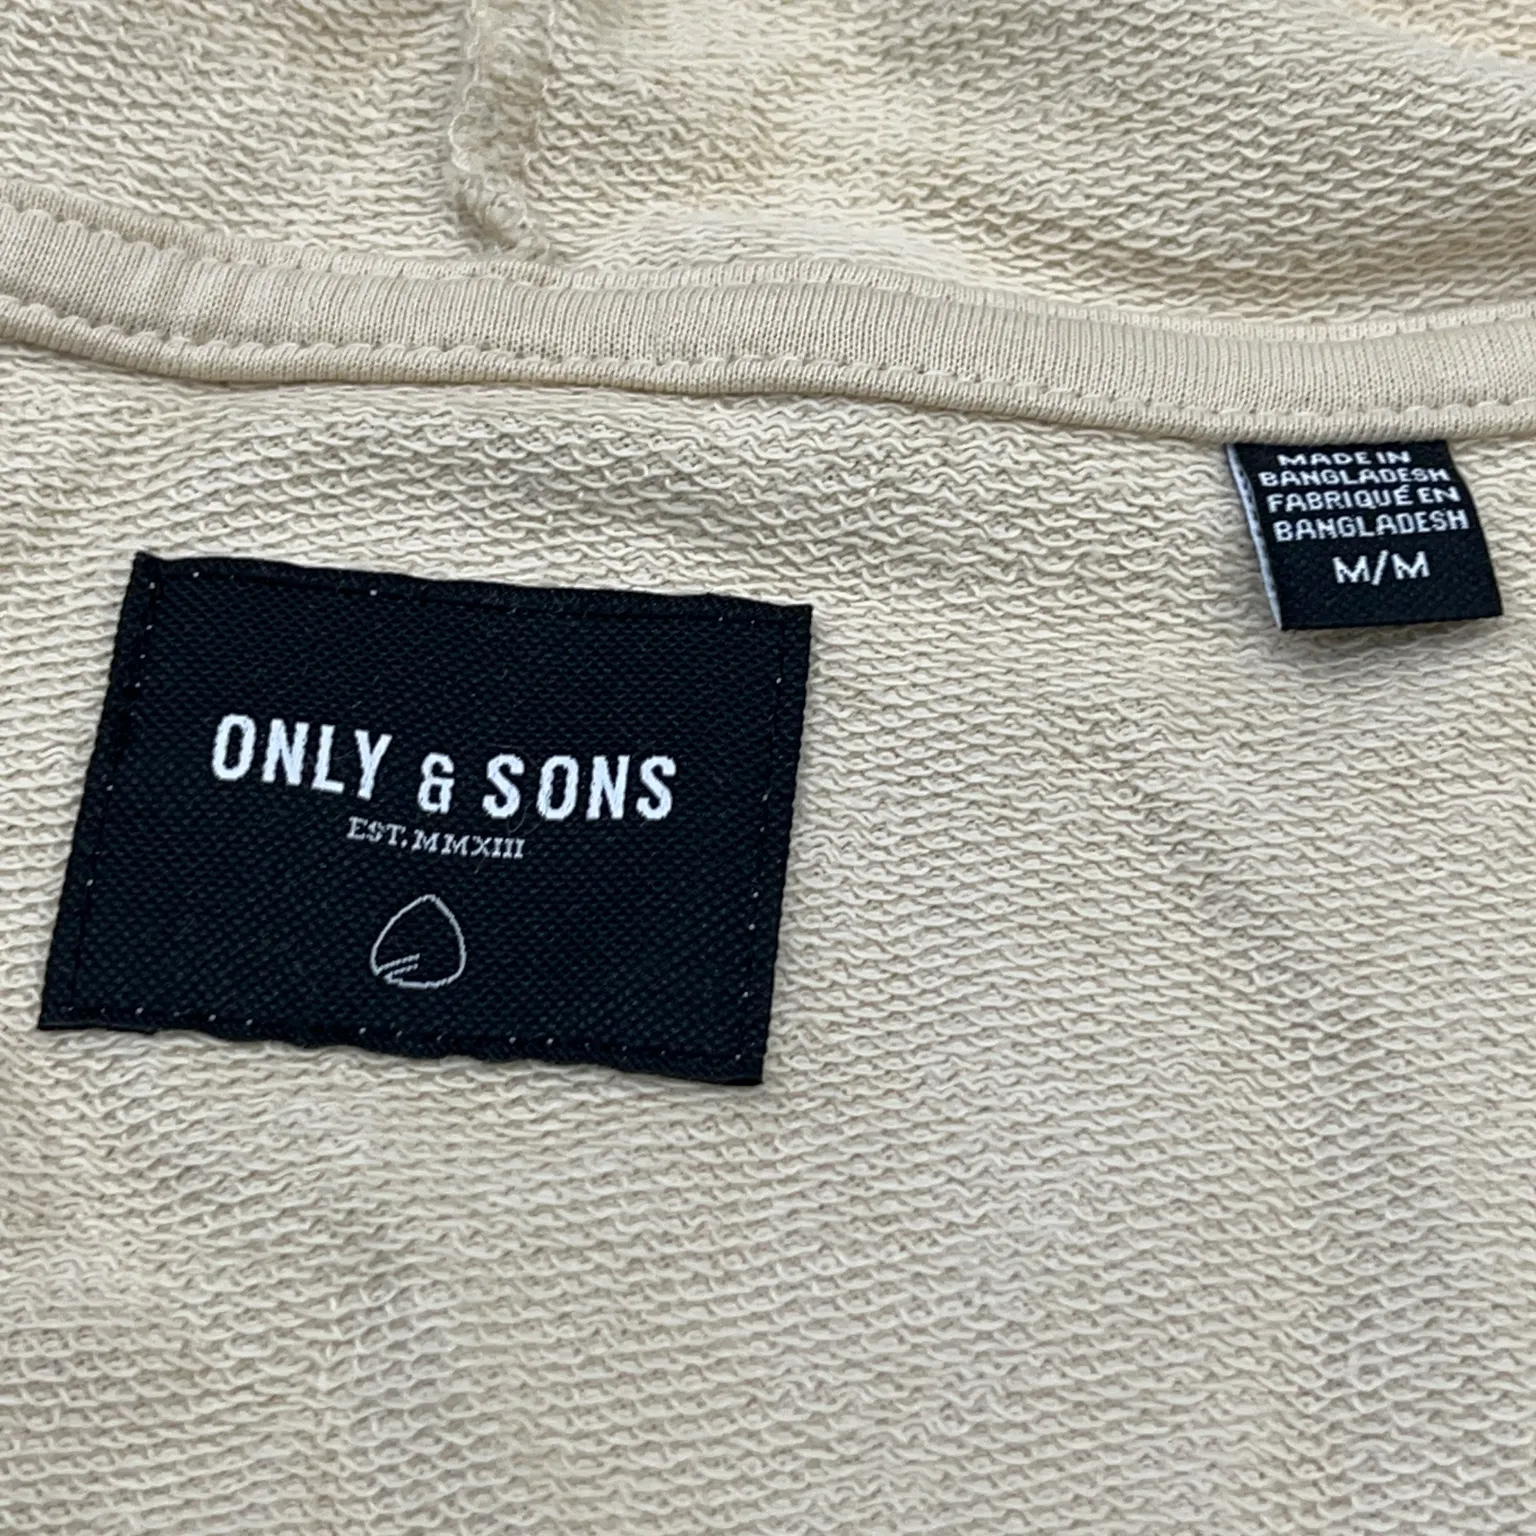 ONLY & SONS
EST. MMXIII
MADE IN
BANGLADESH
FABRIQUÉ EN
BANGLADESH
M/M